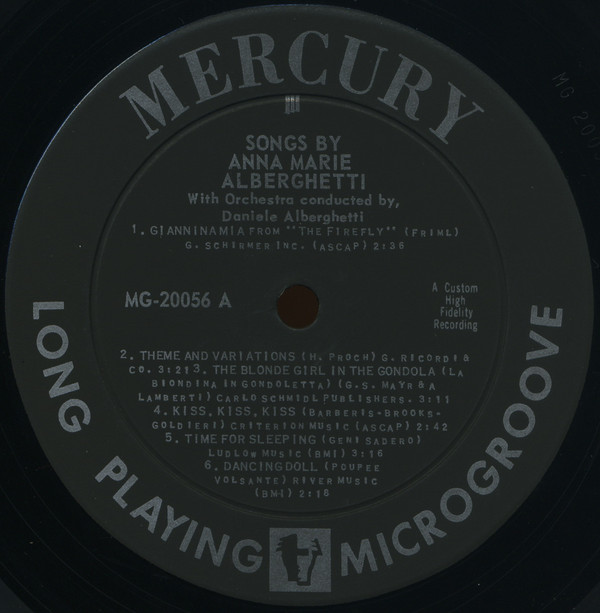 MERCURY
SONGS BY
ANNA MARIE
ALBERGHETTI
With Orchestra conducted by,
Daniele Alberghetti
1. GIANNINA MIA FROM ""THE FIREFLY"" (FRIML)
G. SCHIRMER INC. (ASCAP) 2:36
MG-20056 A
A Custom
High
Fidelity
Recording
2. THEME AND VARIATIONS (H. PROCH) G. RICORDI &
CO. 3:21 3. THE BLONDE GIRL IN THE GONDOLA (LA
BIONDINA IN GONDOLETTA) (G.S. MAYR & A
LAMBERTI) CARLO SCHMIDL PUBLISHERS. 3:11
4. KISS, KISS, KISS (BARBERIS-BROOKS-
GOLDIERI) CRITERION MUSIC (ASCAP) 2:42
5. TIME FOR SLEEPING (GENI SADERO)
LUDLOW MUSIC (BMI) 3:16
6. DANCING DOLL (POUPEE
VOLSANTE) RIVER MUSIC
(BMI) 2:18
LONG PLAYING MICROGROOVE
MG